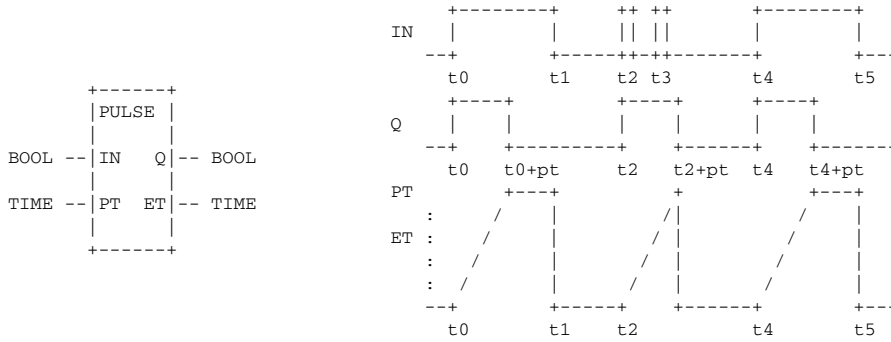 IN
t0 t1 t2 t3 t4 t5
PULSE
Q
BOOL IN Q BOOL
t0 t0+pt t2 t2+pt t4 t4+pt
PT
TIME PT ET TIME
:
ET :
:
:
t0 t1 t2 t4 t5